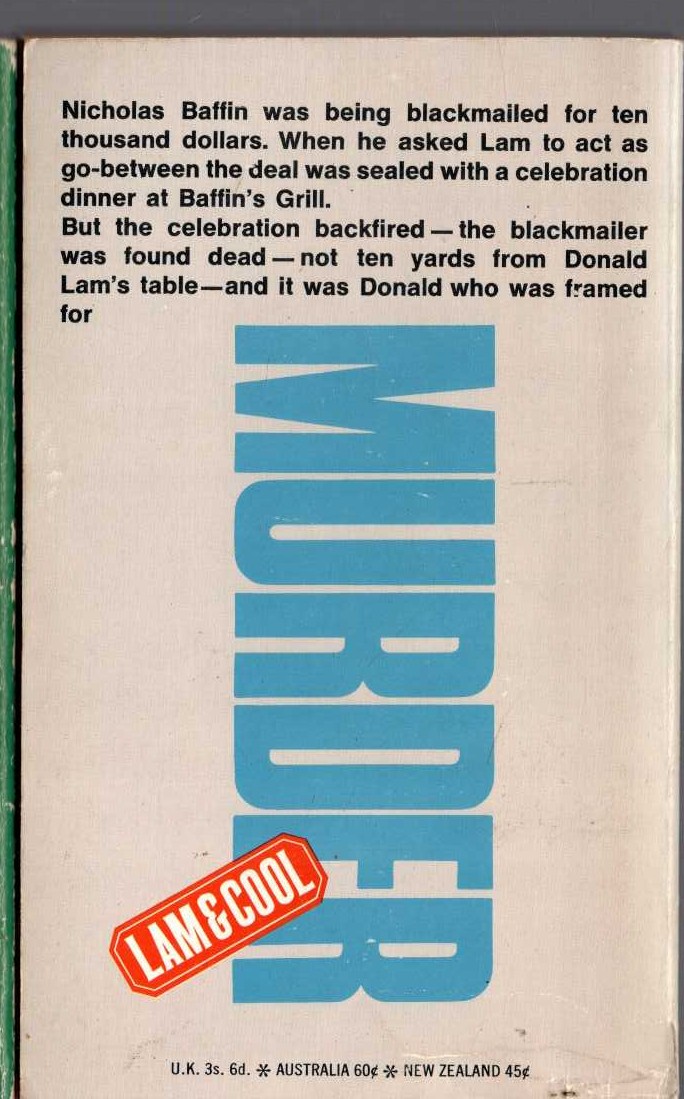 Nicholas Baffin was being blackmailed for ten
thousand dollars. When he asked Lam to act as
go-between the deal was sealed with a celebration
dinner at Baffin's Grill.
But the celebration backfired — the blackmailer
was found dead — not ten yards from Donald
Lam's table—and it was Donald who was framed
for
MURDER
LAM&COOL
U.K. 3s. 6d. ✲ AUSTRALIA 60¢ ✲ NEW ZEALAND 45¢